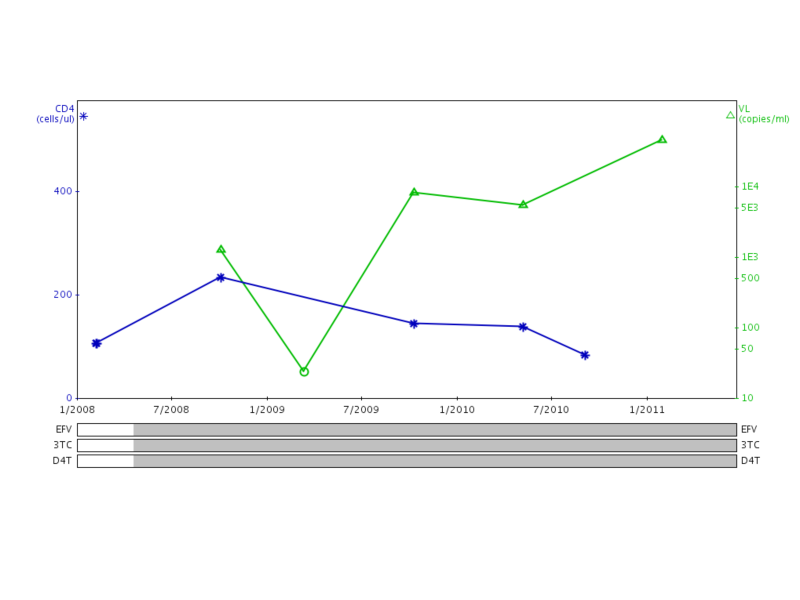 CD4
(cells/ul)
VL
(copies/ml)
400
200
0
1E4
5E3
1E3
500
100
50
10
1/2008 7/2008 1/2009 7/2009 1/2010 7/2010 1/2011
EFV EFV
3TC 3TC
D4T D4T